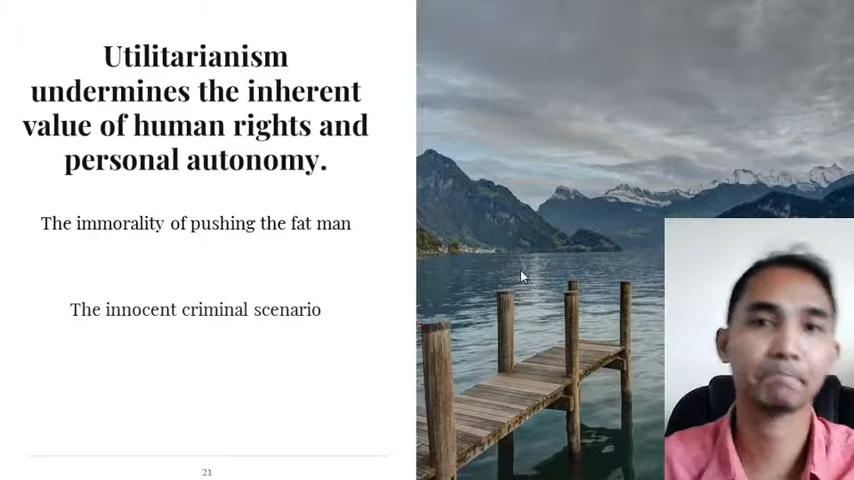 Utilitarianism
undermines the inherent
value of human rights and
personal autonomy.
The immorality of pushing the fat man
The innocent criminal scenario
21